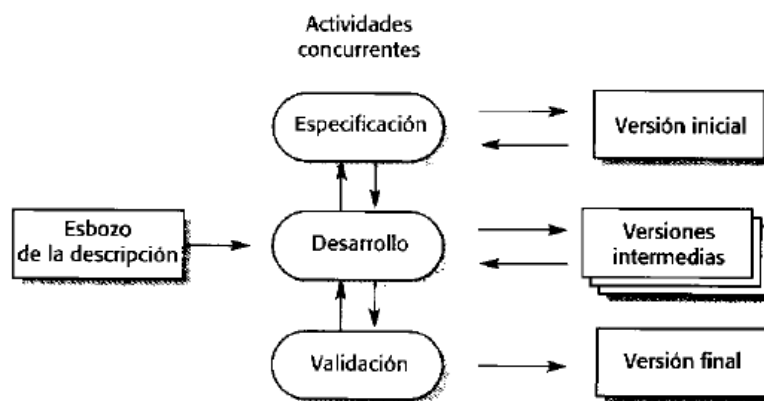 Actividades
concurrentes
Especificación
Versión inicial
Esbozo
de la descripción
Desarrollo
Versiones
intermedias
Validación
Versión final